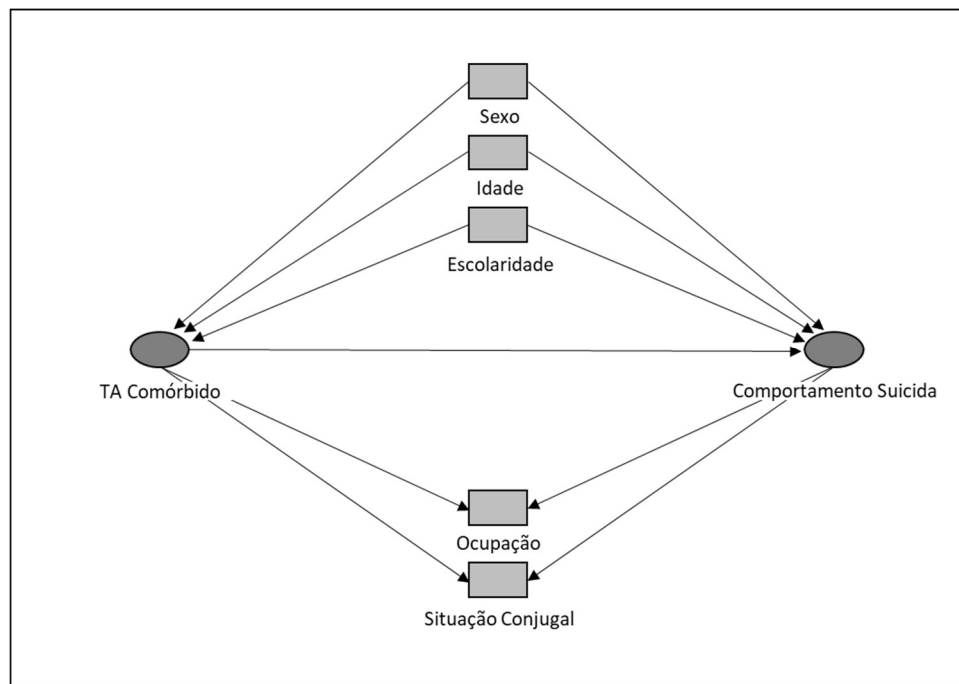 Sexo
Idade
Escolaridade
TA Comórbido
Comportamento Suicida
Ocupação
Situação Conjugal